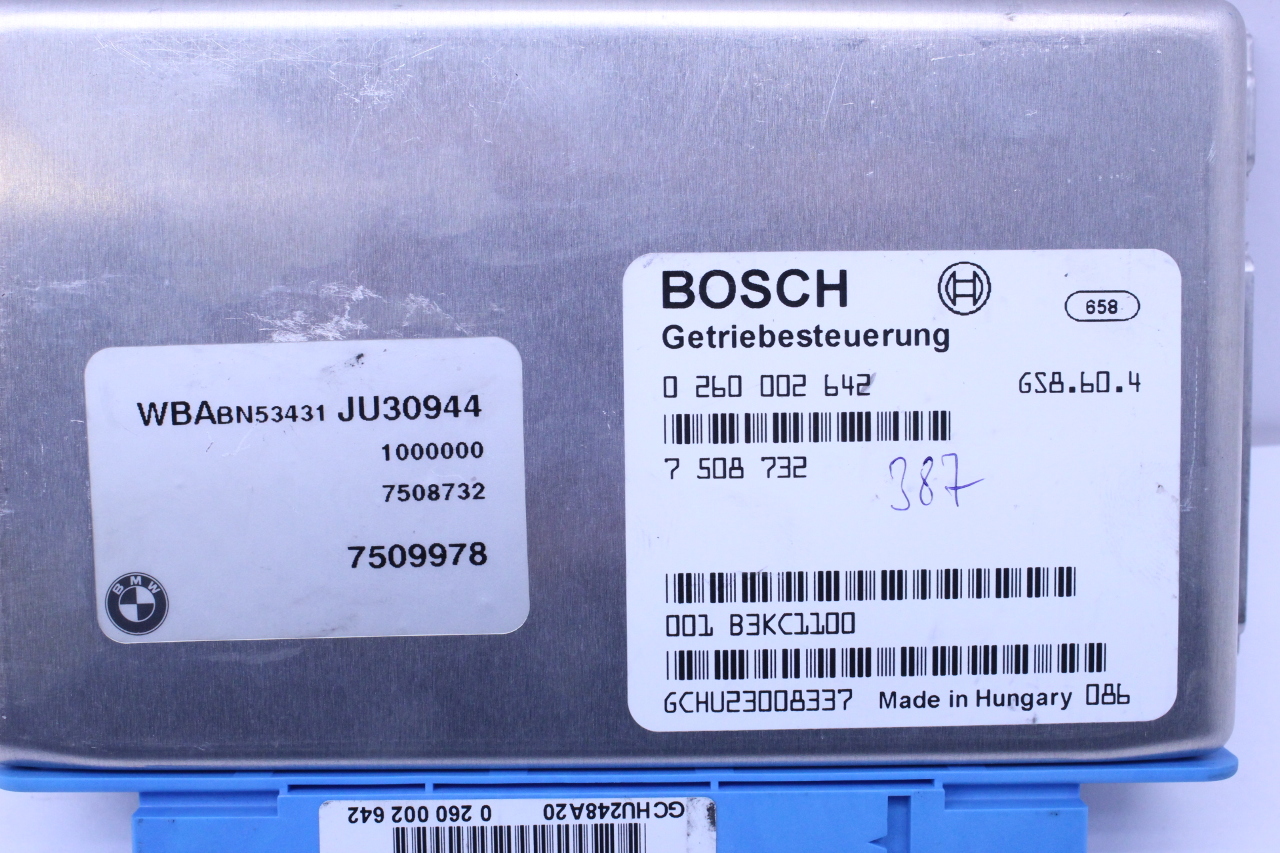 WBABN53431 JU30944
1000000
7508732
7509978
BMW
BOSCH
658
Getriebesteuerung
0 260 002 642 GS8.60.4
7 508 732
387
001 B3KC1100
GCHU23008337 Made in Hungary 086
GCHU248A20 0 260 002 642